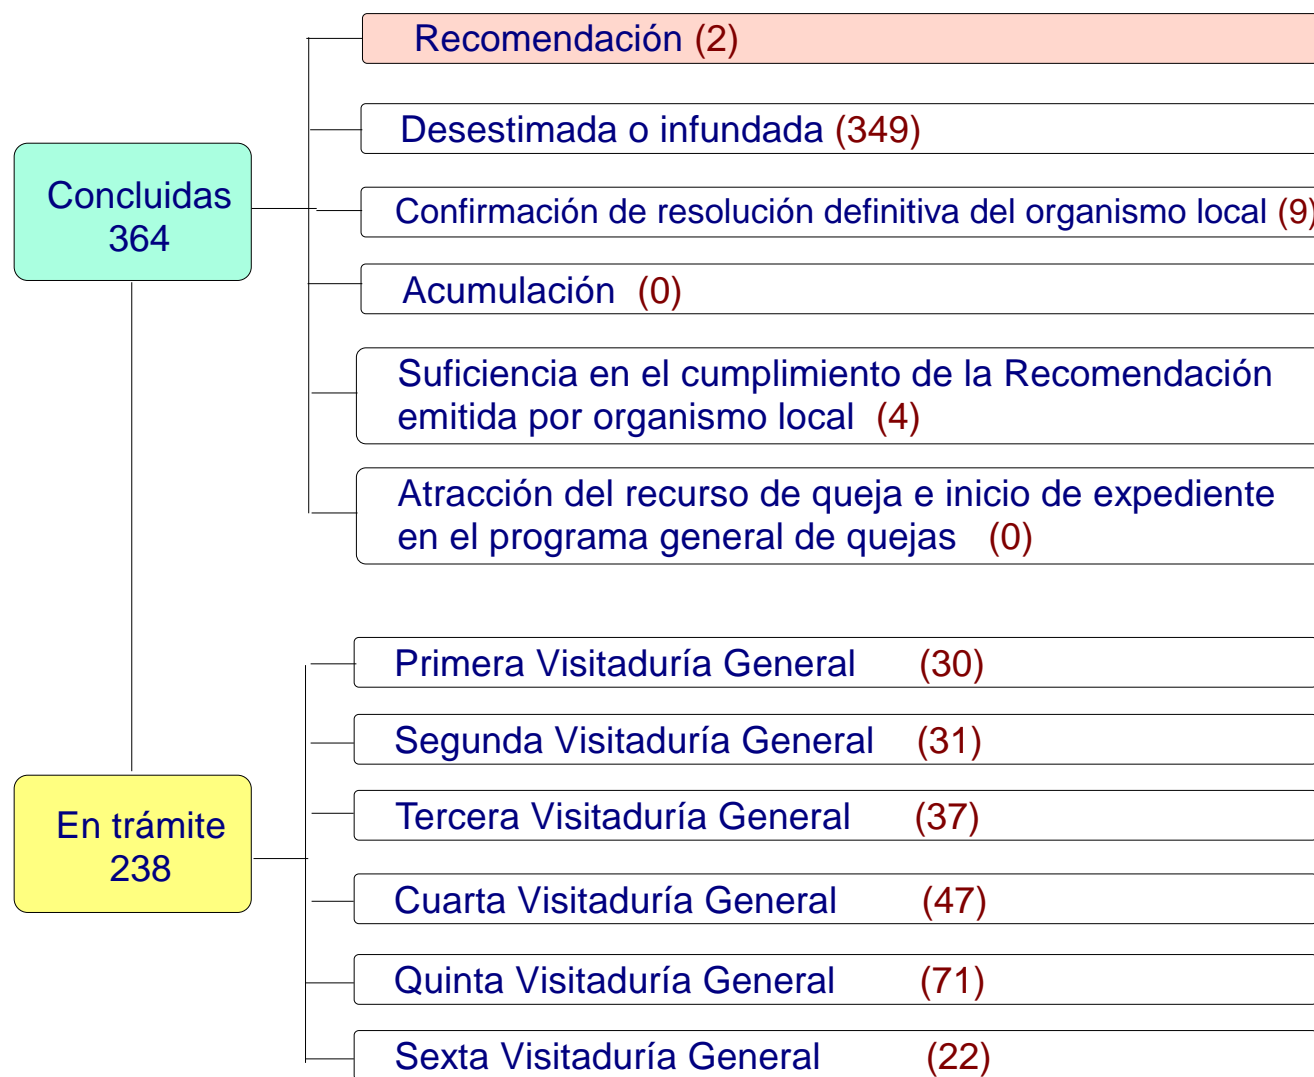 Recomendación (2)
Desestimada o infundada (349)
Concluidas
364
Confirmación de resolución definitiva del organismo local (9)
Acumulación (0)
Suficiencia en el cumplimiento de la Recomendación
emitida por organismo local (4)
Atracción del recurso de queja e inicio de expediente
en el programa general de quejas (0)
Primera Visitaduría General (30)
Segunda Visitaduría General (31)
En trámite
238
Tercera Visitaduría General (37)
Cuarta Visitaduría General (47)
Quinta Visitaduría General (71)
Sexta Visitaduría General (22)